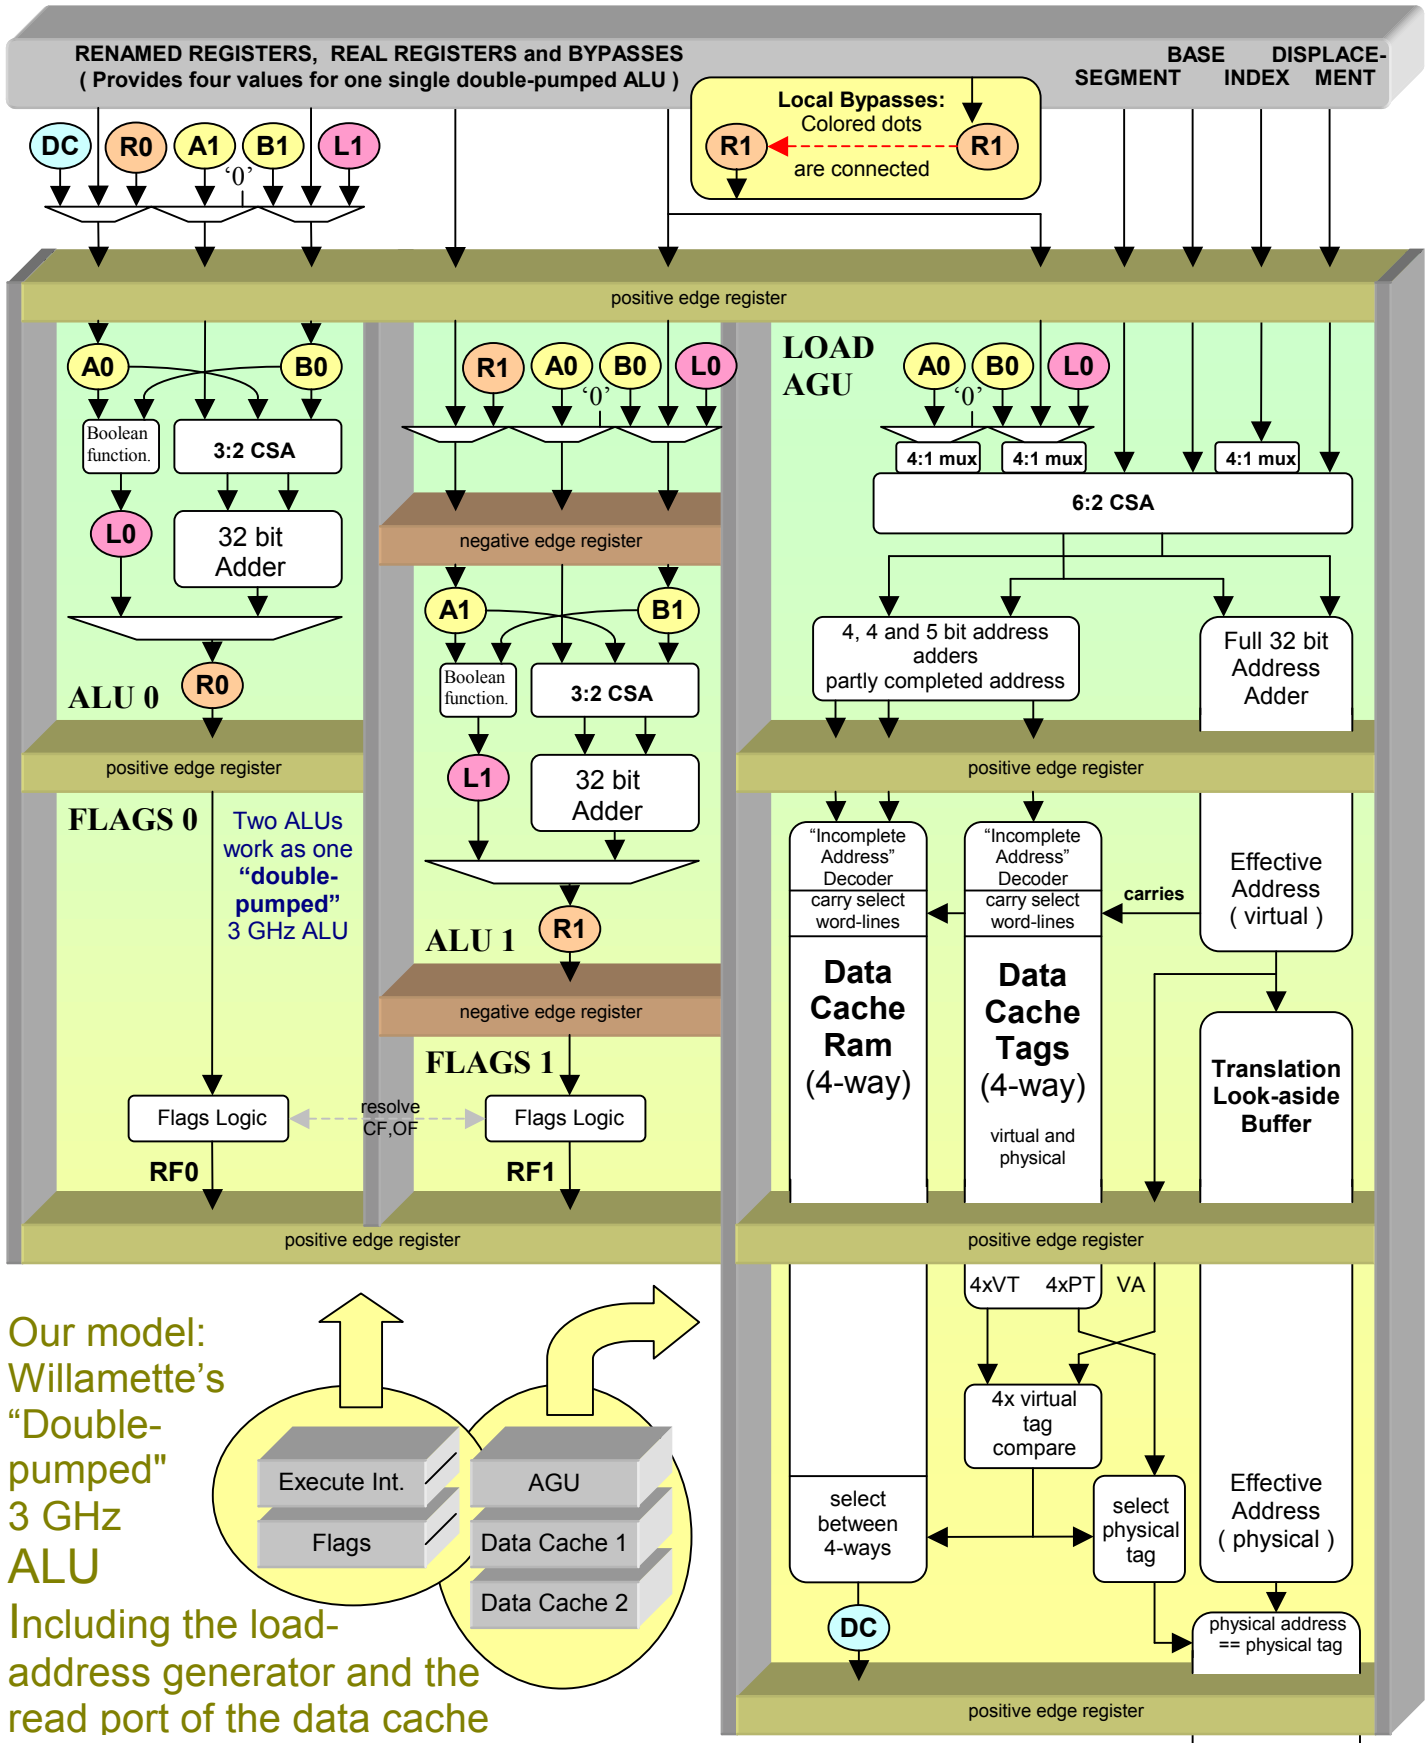 RENAMED REGISTERS, REAL REGISTERS and BYPASSES
( Provides four values for one single double-pumped ALU )
BASE DISPLACE-
SEGMENT INDEX MENT
Local Bypasses:
Colored dots
R1 R1
are connected
DC R0 A1 B1 L1
‘0’
positive edge register
A0 B0
Boolean
function.
3:2 CSA
L0
32 bit
Adder
R0
ALU 0
positive edge register
FLAGS 0
Two ALUs
work as one
“double-
pumped”
3 GHz ALU
Flags Logic
RF0
resolve
CF,OF
R1 A0 B0 L0
‘0’
negative edge register
A1 B1
Boolean
function.
3:2 CSA
L1
32 bit
Adder
R1
ALU 1
negative edge register
FLAGS 1
Flags Logic
RF1
positive edge register
LOAD
AGU
A0 B0 L0
‘0’
4:1 mux 4:1 mux 4:1 mux
6:2 CSA
4, 4 and 5 bit address
adders
partly completed address
Full 32 bit
Address
Adder
positive edge register
“Incomplete
Address”
Decoder
carry select
word-lines
Data
Cache
Ram
(4-way)
“Incomplete
Address”
Decoder
carry select
word-lines
Data
Cache
Tags
(4-way)
virtual and
physical
carries
Effective
Address
( virtual )
Translation
Look-aside
Buffer
positive edge register
4xVT 4xPT VA
4x virtual
tag
compare
select
between
4-ways
select
physical
tag
Effective
Address
( physical )
DC
physical address
== physical tag
positive edge register
Our model:
Willamette’s
“Double-
pumped"
3 GHz
ALU
Including the load-
address generator and the
read port of the data cache
Execute Int.
Flags
AGU
Data Cache 1
Data Cache 2